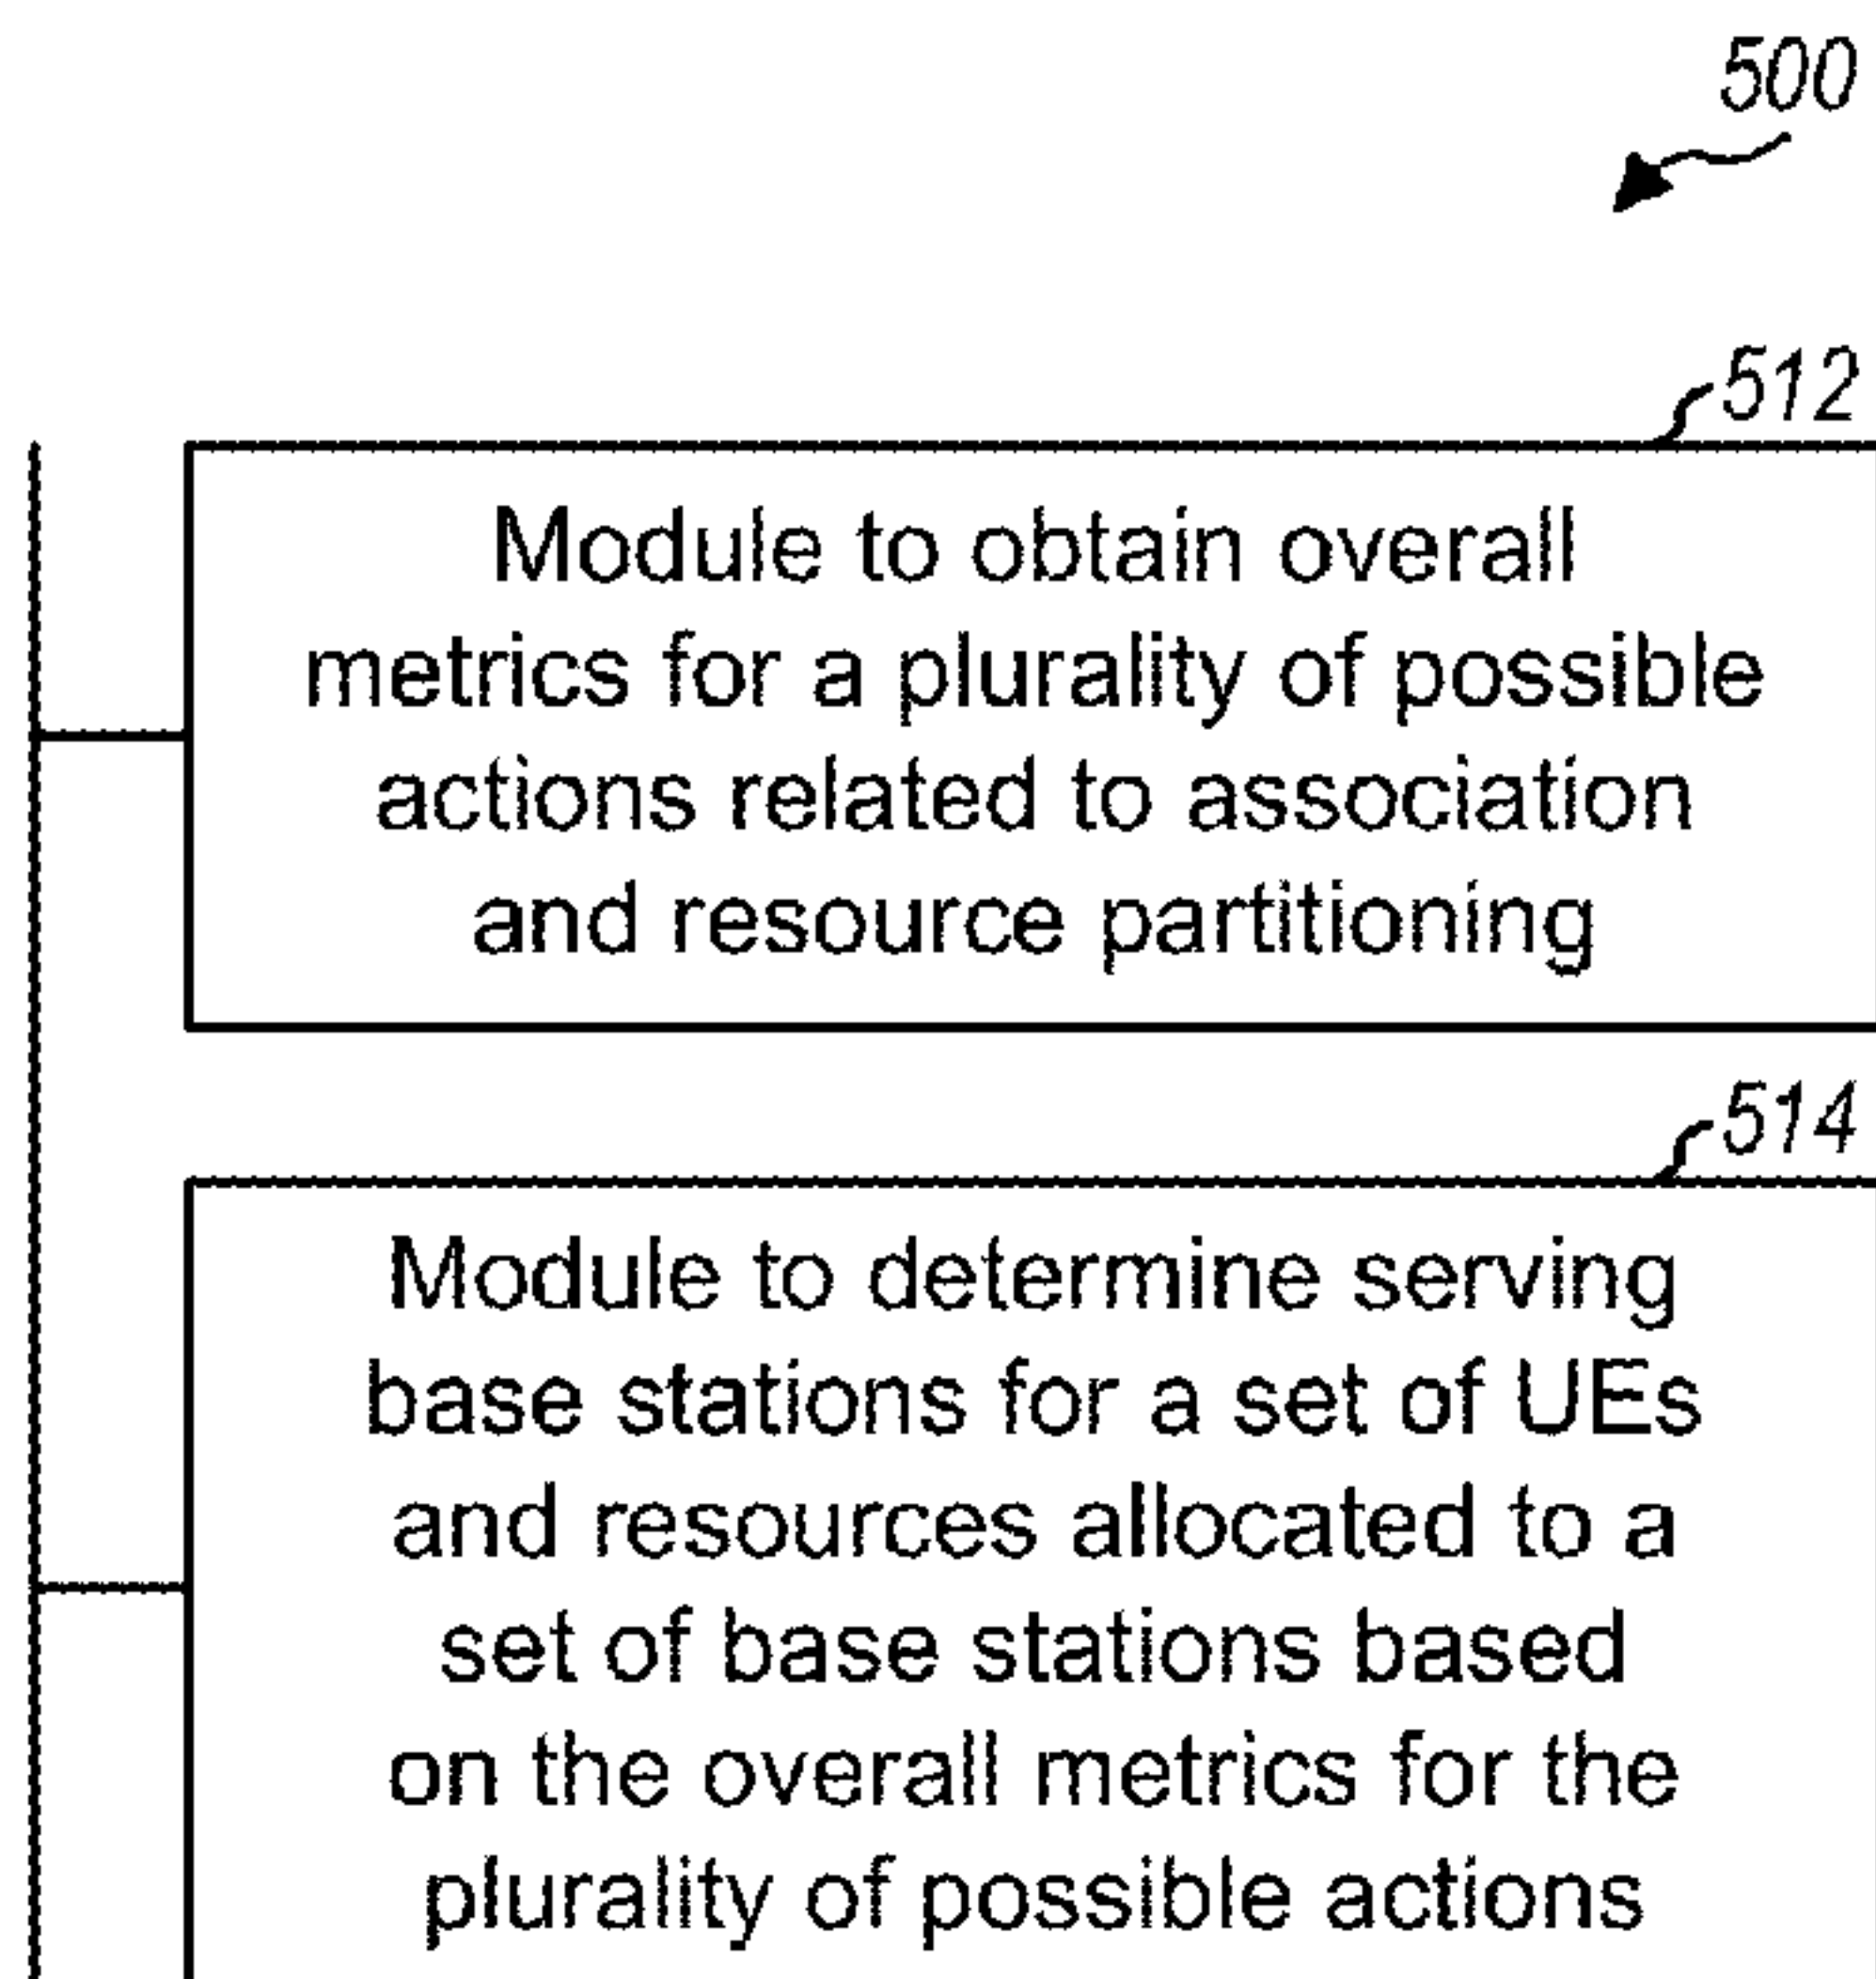 500
512
Module to obtain overall
metrics for a plurality of possible
actions related to association
and resource partitioning
514
Module to determine serving
base stations for a set of UEs
and resources allocated to a
set of base stations based
on the overall metrics for the
plurality of possible actions